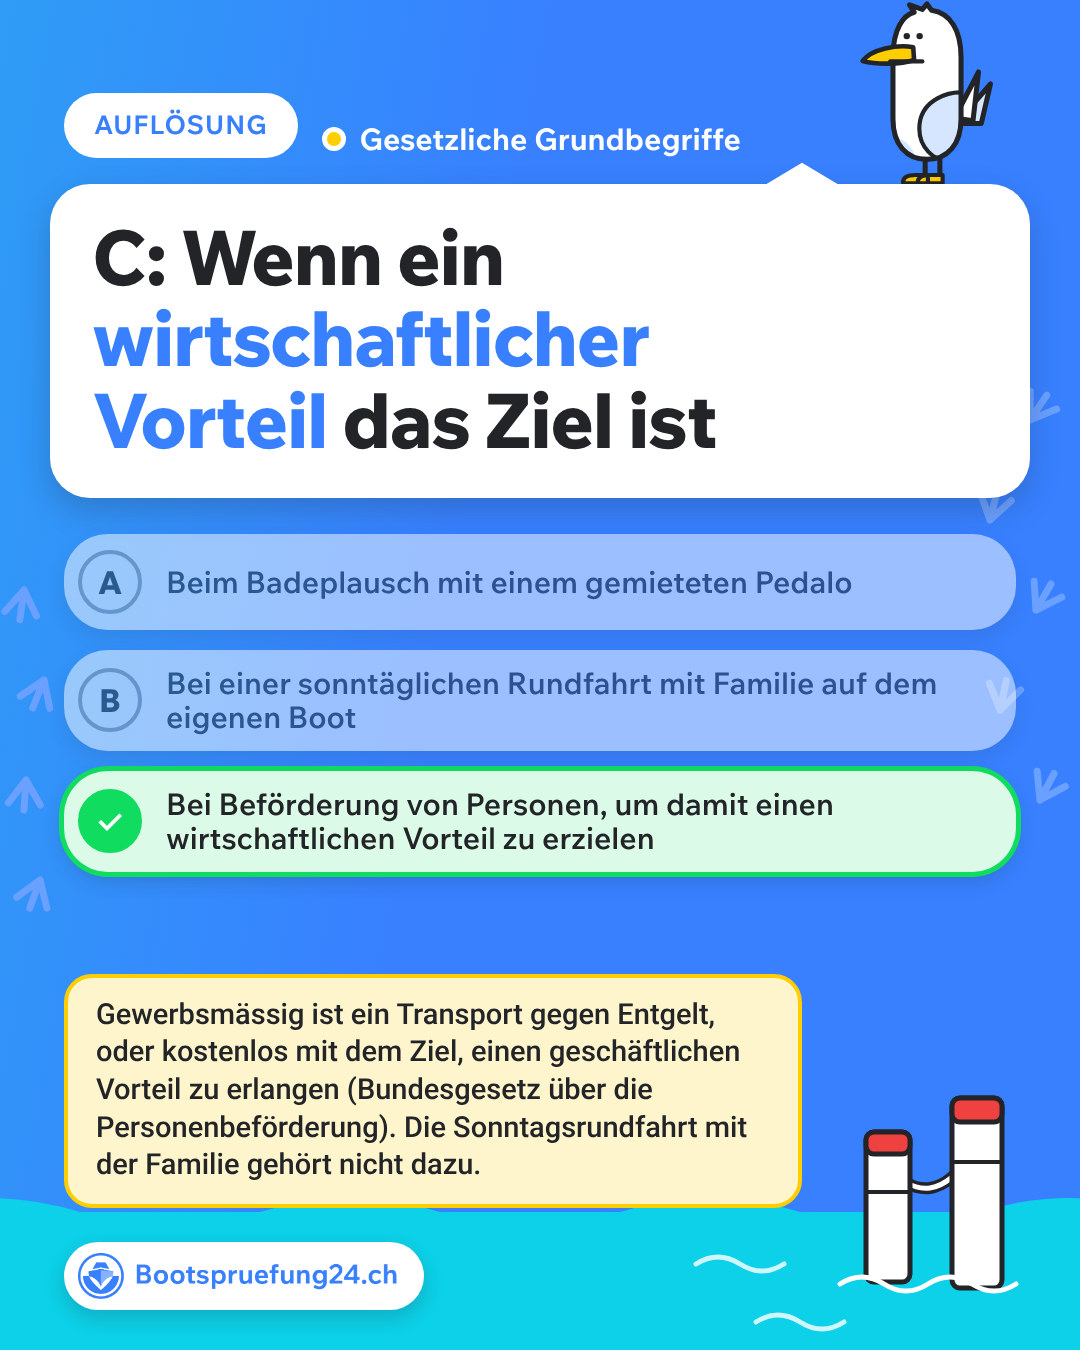 AUFLÖSUNG
Gesetzliche Grundbegriffe
C: Wenn ein
wirtschaftlicher
Vorteil das Ziel ist
A
Beim Badeplausch mit einem gemieteten Pedalo
B
Bei einer sonntäglichen Rundfahrt mit Familie auf dem
eigenen Boot
Bei Beförderung von Personen, um damit einen
wirtschaftlichen Vorteil zu erzielen
Gewerbsmässig ist ein Transport gegen Entgelt,
oder kostenlos mit dem Ziel, einen geschäftlichen
Vorteil zu erlangen (Bundesgesetz über die
Personenbeförderung). Die Sonntagsrundfahrt mit
der Familie gehört nicht dazu.
Bootspruefung24.ch